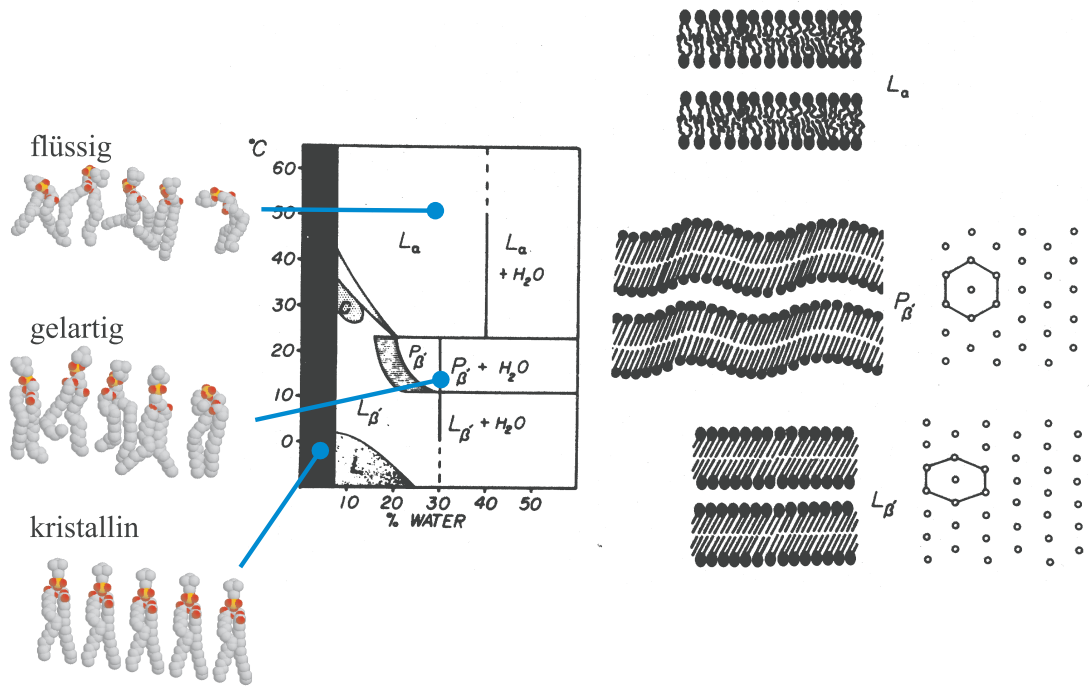 flüssig
gelartig
kristallin
°C
60
50
40
30
20
10
0
10 20 30 40 50
% WATER
Lα
Lα
+ H2O
C
Pβ'
Pβ' + H2O
Lβ'
Lβ' + H2O
L
Lα
Pβ'
Lβ'